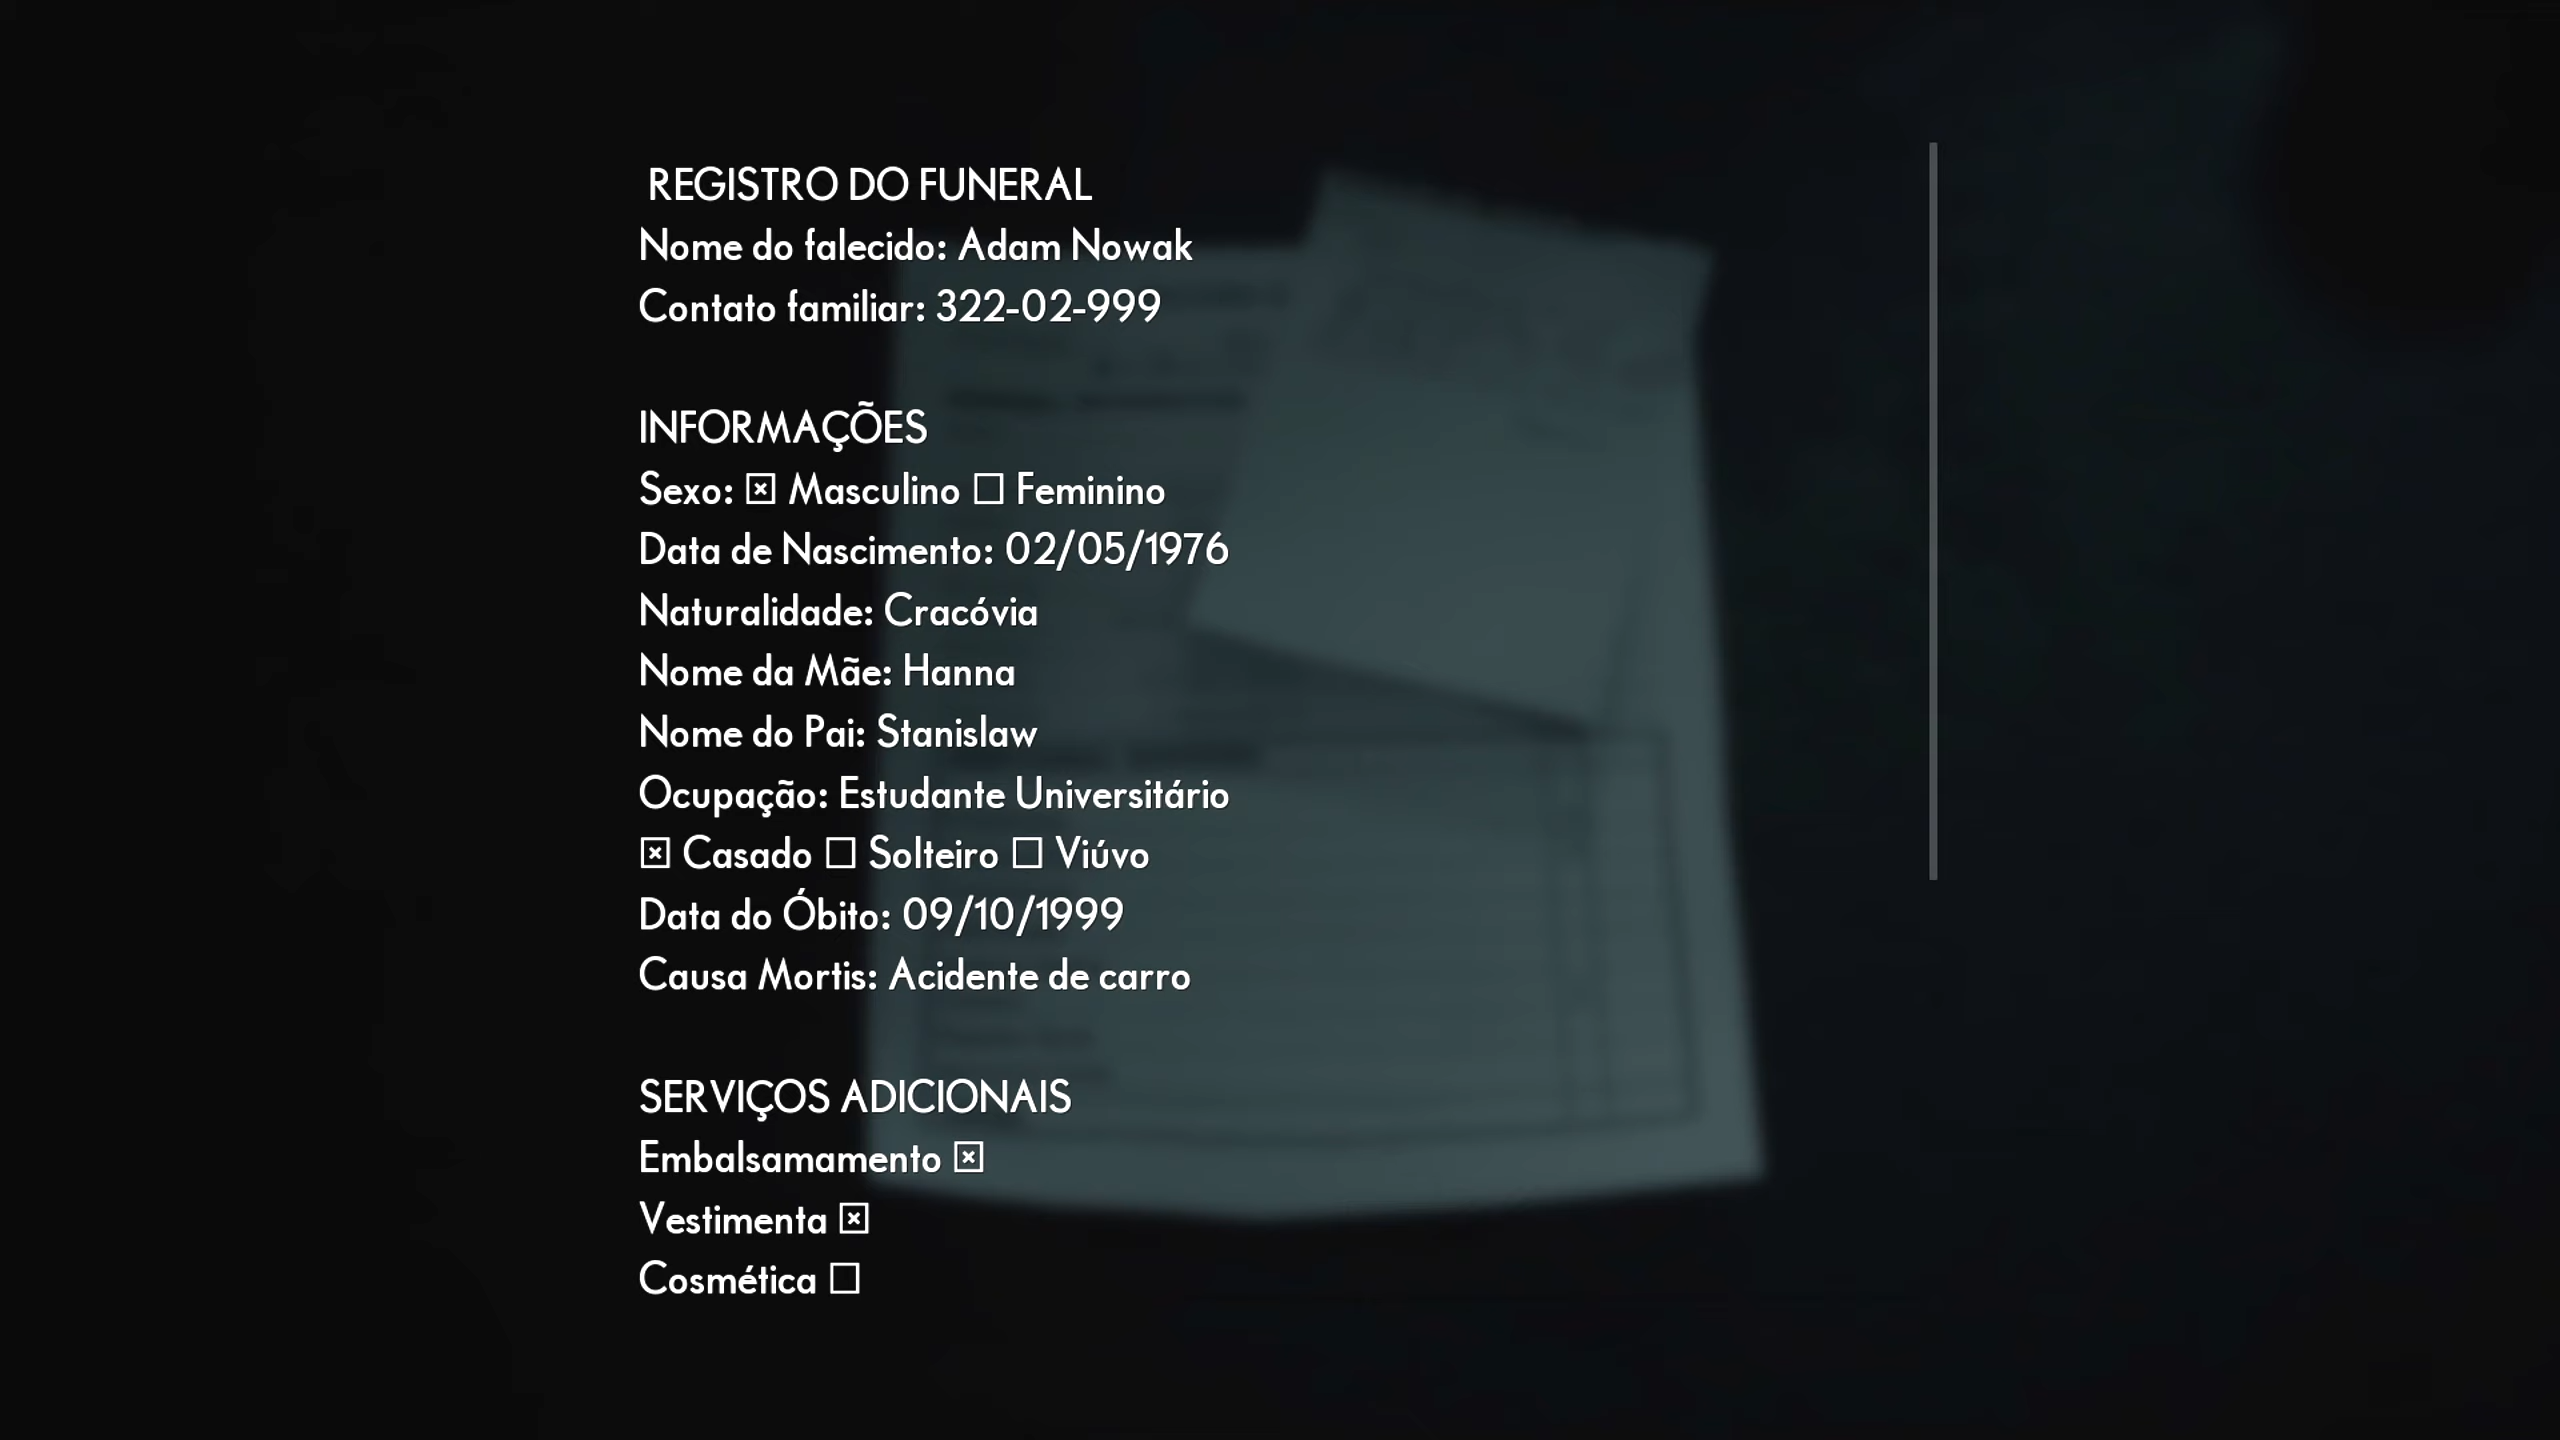 REGISTRO DO FUNERAL
Nome do falecido: Adam Nowak
Contato familiar: 322-02-999
INFORMAÇÕES
Sexo: ☒ Masculino ☐ Feminino
Data de Nascimento: 02/05/1976
Naturalidade: Cracóvia
Nome da Mãe: Hanna
Nome do Pai: Stanislaw
Ocupação: Estudante Universitário
☒ Casado ☐ Solteiro ☐ Viúvo
Data do Óbito: 09/10/1999
Causa Mortis: Acidente de carro
SERVIÇOS ADICIONAIS
Embalsamamento ☒
Vestimenta ☒
Cosmética ☐